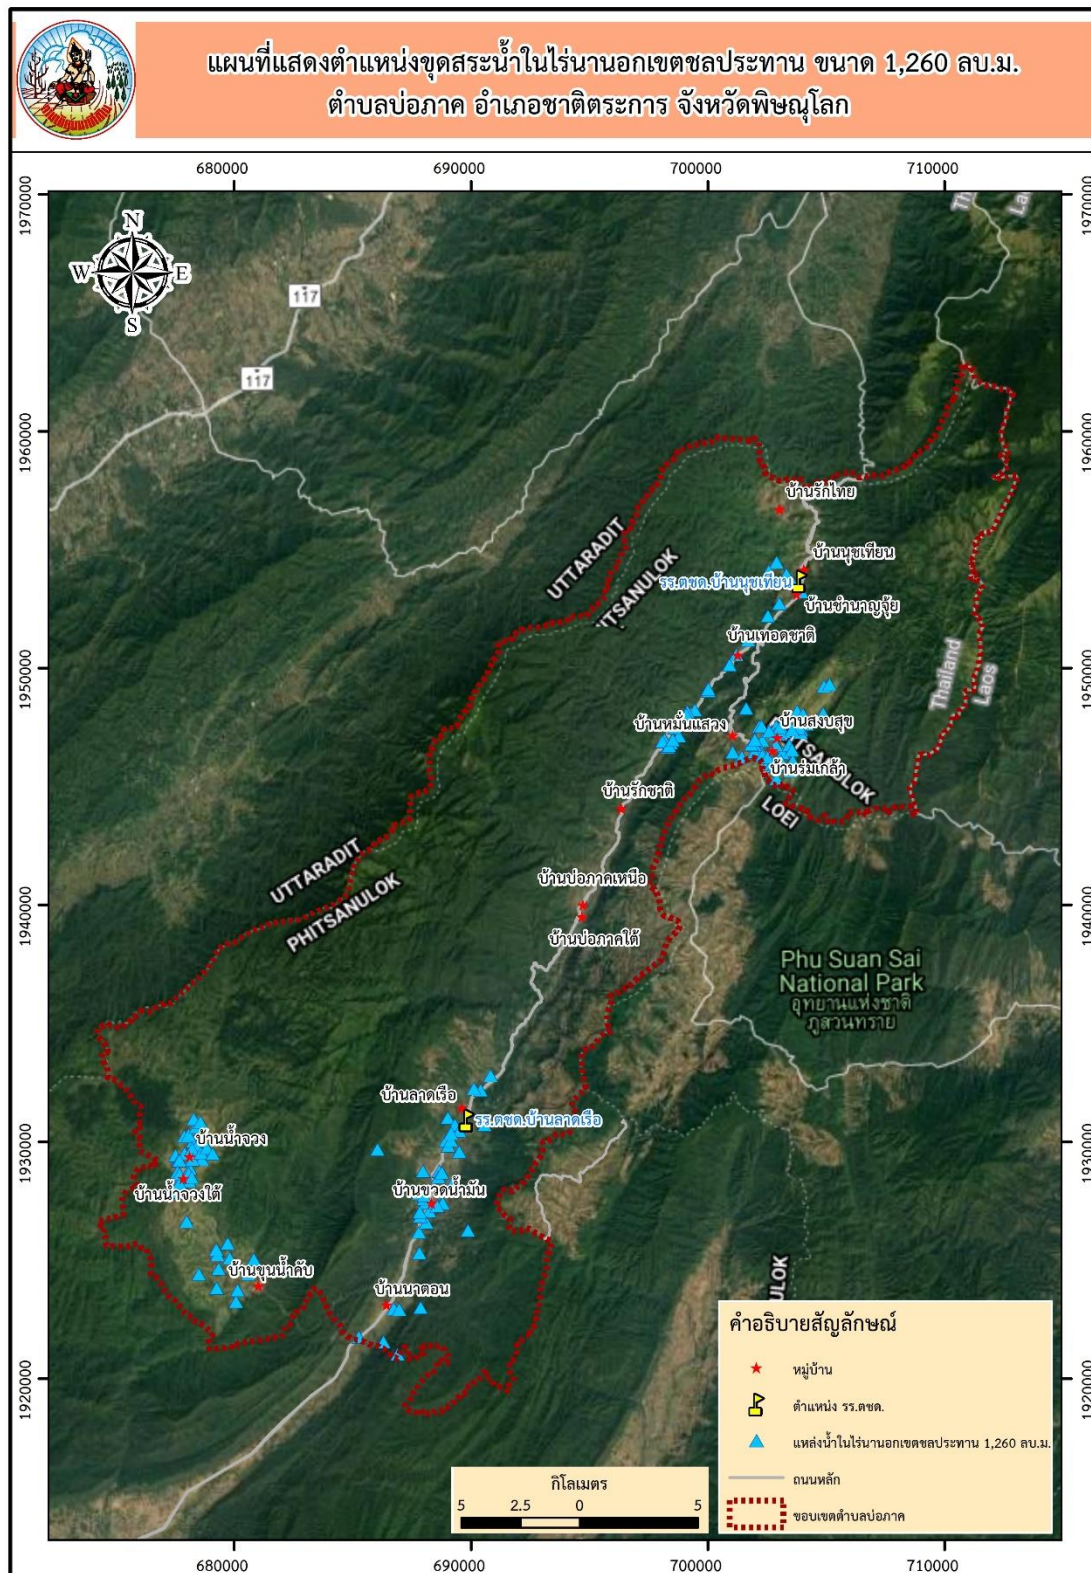 แผนที่แสดงตำแหน่งขุดสระน้ำในไร่นานอกเขตชลประทาน ขนาด 1,260 ลบ.ม.
ตำบลบ่อภาค อำเภอชาติตระการ จังหวัดพิษณุโลก
680000
690000
700000
710000
1970000
1970000
N
W
E
S
117
117
1960000
1960000
บ้านรักไทย
บ้านนุชเทียน
รร.ตชด.บ้านนุชเทียน
บ้านชำนาญจุ้ย
UTTARADIT
HITSANULOK
บ้านเทอดชาติ
Thailand
Laos
1950000
1950000
บ้านหมั่นแสวง
บ้านสงบสุข
HITSANULOK
บ้านร่มเกล้า
LOEI
บ้านรักชาติ
UTTARADIT
PHITSANULOK
บ้านบ่อภาคเหนือ
1940000
1940000
บ้านบ่อภาคใต้
Phu Suan Sai
National Park
อุทยานแห่งชาติ
ภูสวนทราย
บ้านลาดเรือ
รร.ตชด.บ้านลาดเรือ
1930000
1930000
บ้านน้ำจวง
บ้านน้ำจวงใต้
บ้านขวดน้ำมัน
บ้านขุนน้ำคับ
บ้านนาตอน
ULOK
1920000
1920000
คำอธิบายสัญลักษณ์
หมู่บ้าน
ตำแหน่ง รร.ตชด.
แหล่งน้ำในไร่นานอกเขตชลประทาน 1,260 ลบ.ม.
ถนนหลัก
ขอบเขตตำบลบ่อภาค
กิโลเมตร
5
2.5
0
5
680000
690000
700000
710000